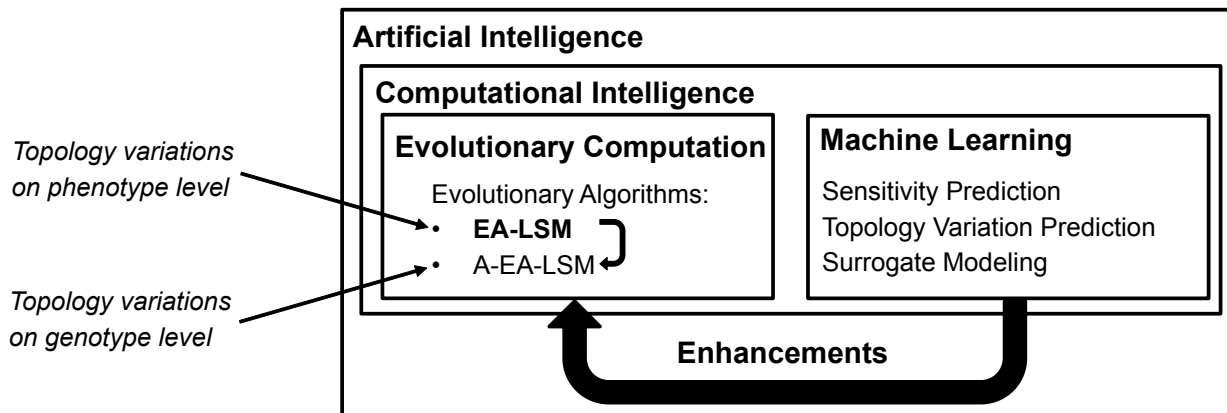 Artificial Intelligence
Computational Intelligence
Topology variations
on phenotype level
Evolutionary Computation
Evolutionary Algorithms:
• EA-LSM
• A-EA-LSM
Topology variations
on genotype level
Machine Learning
Sensitivity Prediction
Topology Variation Prediction
Surrogate Modeling
Enhancements